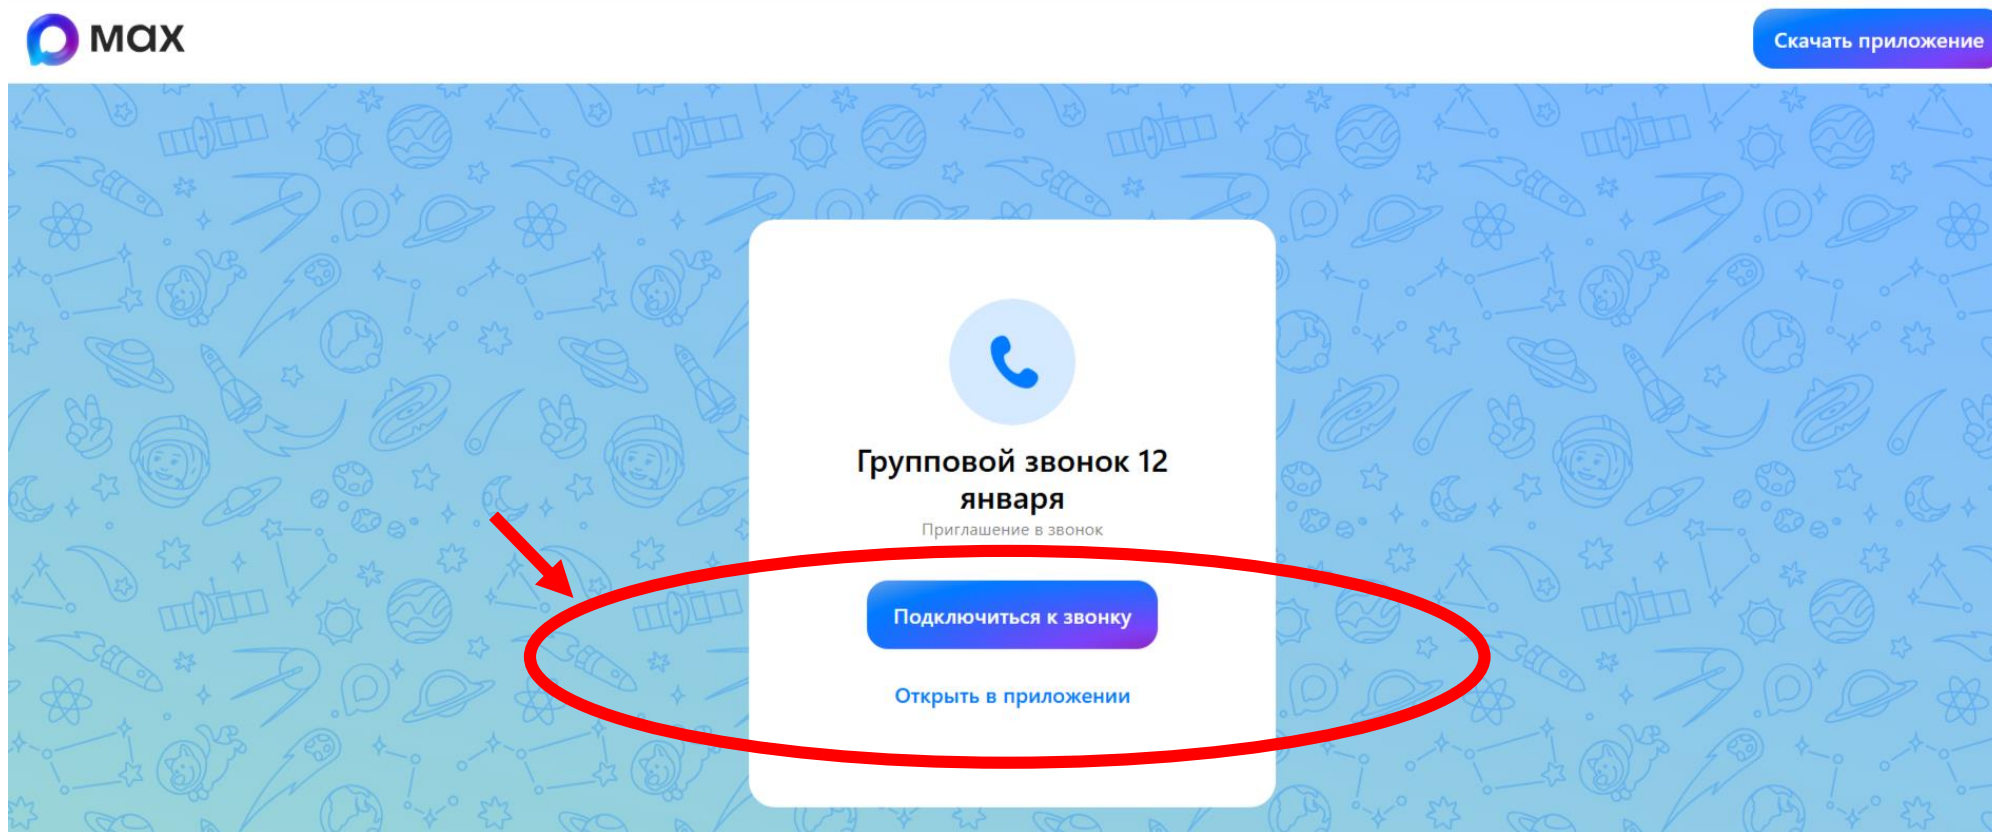 max
Скачать приложение
Групповой звонок 12
января
Приглашение в звонок
Подключиться к звонку
Открыть в приложении